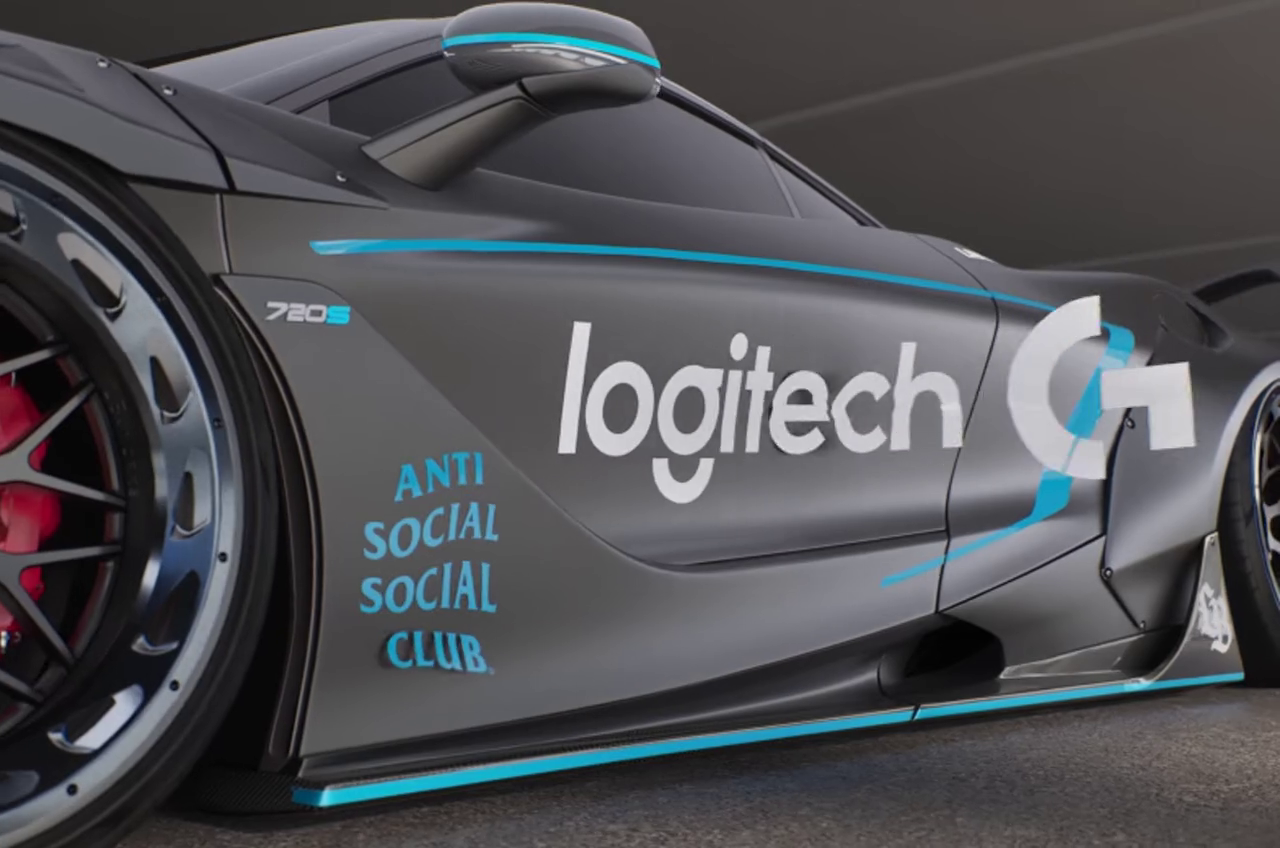 720S
logitech G
ANTI
SOCIAL
SOCIAL
CLUB